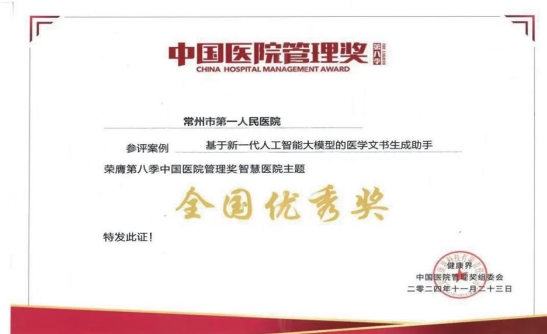 中国医院管理奖 第八季
CHINA HOSPITAL MANAGEMENT AWARD
常州市第一人民医院
参评案例 基于新一代人工智能大模型的医学文书生成助手
荣膺第八季中国医院管理奖智慧医院主题
全国优秀奖
特发此证！
健康界
中国医院管理奖组委会
二零二四年十一月二十三日